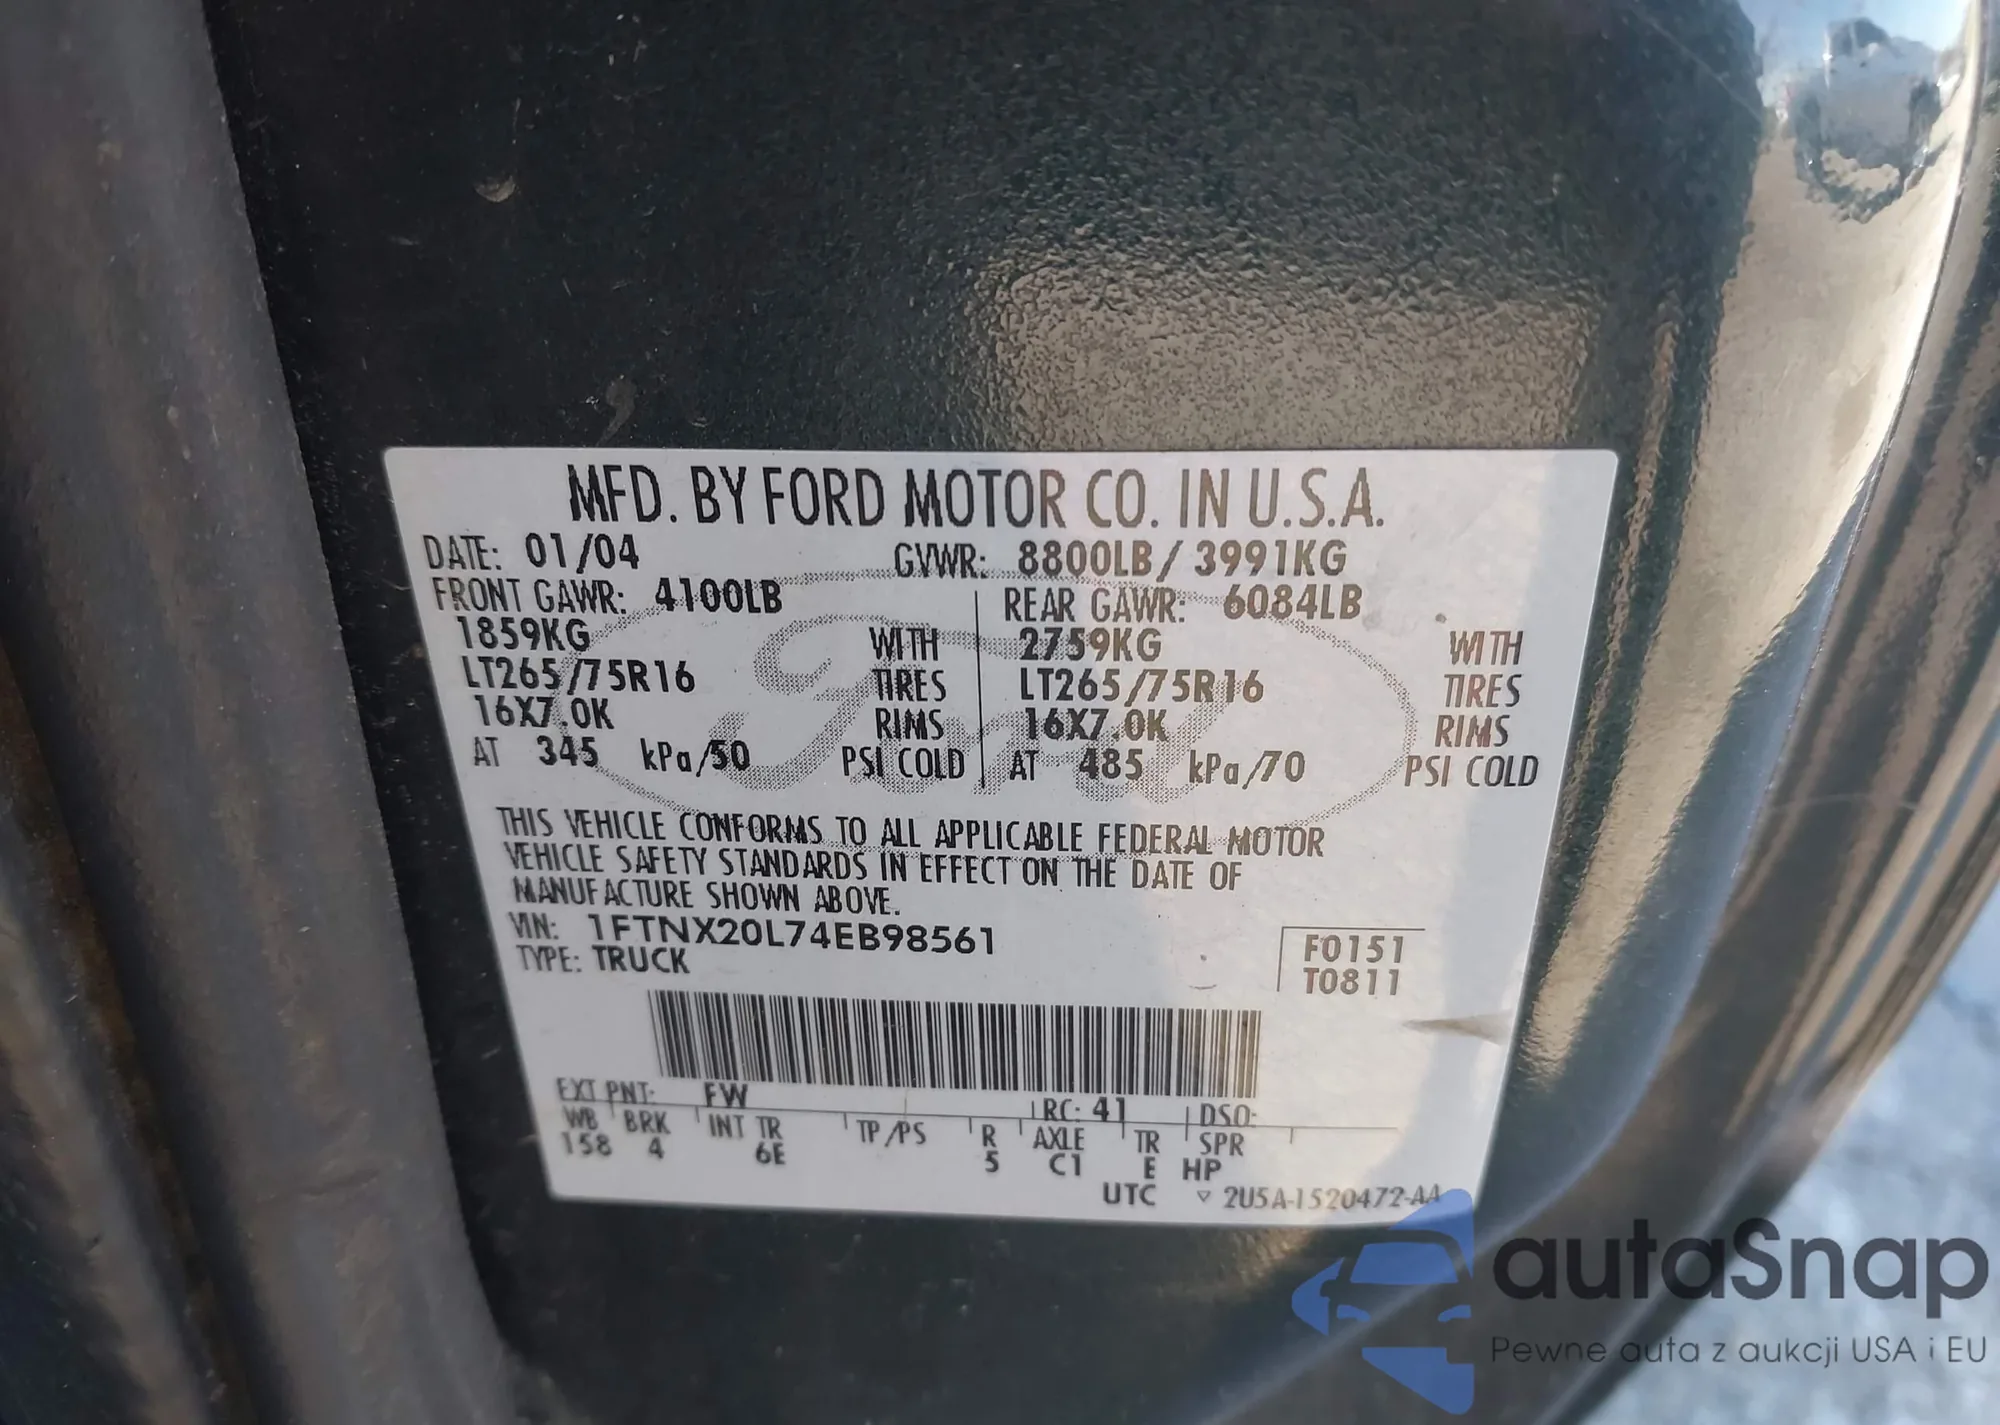 MFD. BY FORD MOTOR CO. IN U.S.A.
DATE: 01/04 GVWR: 8800LB / 3991KG
FRONT GAWR: 4100LB REAR GAWR: 6084LB
1859KG WITH 2759KG WITH
LT265/75R16 TIRES LT265/75R16 TIRES
16X7.0K RIMS 16X7.0K RIMS
AT 345 kPa/50 PSI COLD AT 485 kPa/70 PSI COLD
Ford
THIS VEHICLE CONFORMS TO ALL APPLICABLE FEDERAL MOTOR
VEHICLE SAFETY STANDARDS IN EFFECT ON THE DATE OF
MANUFACTURE SHOWN ABOVE.
VIN: 1FTNX20L74EB98561
TYPE: TRUCK
F0151
T0811
EXT PNT: FW RC: 41 DSO:
WB BRK INT TR TP/PS R AXLE TR SPR
158 4 6E 5 C1 E HP
UTC ▽ 2U5A-1520472-AA
autaSnap
Pewne auta z aukcji USA i EU